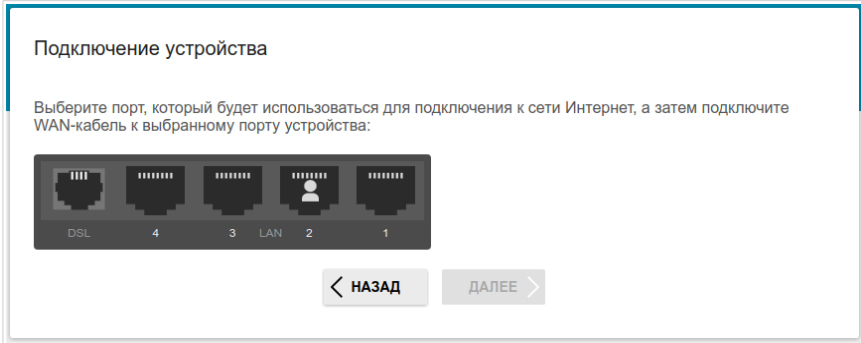 Подключение устройства
Выберите порт, который будет использоваться для подключения к сети Интернет, а затем подключите
WAN-кабель к выбранному порту устройства:
DSL 4 3 LAN 2 1
НАЗАД ДАЛЕЕ